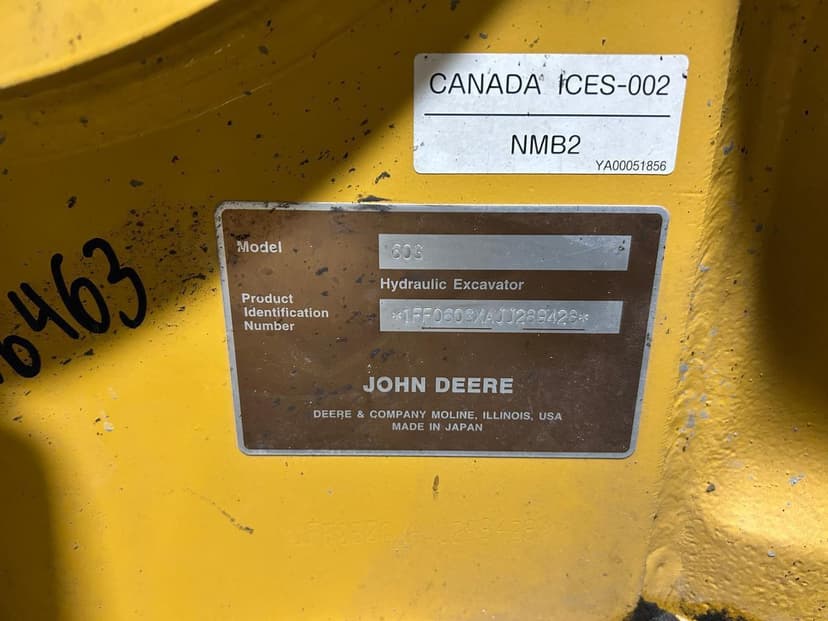 CANADA ICES-002
NMB2
YA00051856
Model
60G
Hydraulic Excavator
Product
Identification
Number
JOHN DEERE
DEERE & COMPANY MOLINE, ILLINOIS, USA
MADE IN JAPAN
6463